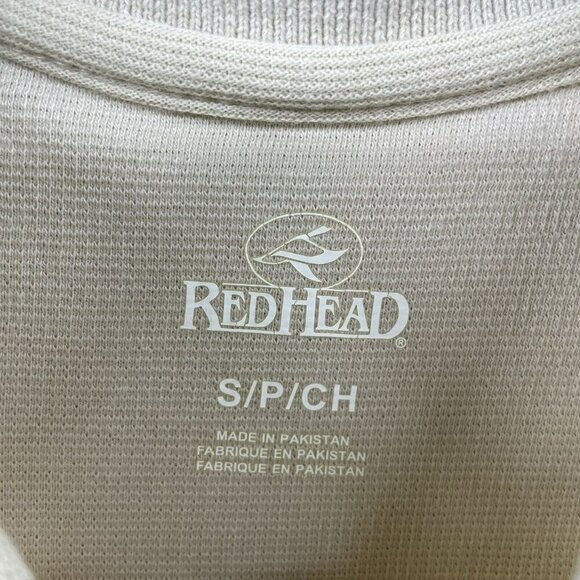 REDHEAD®
S/P/CH
MADE IN PAKISTAN
FABRIQUE EN PAKISTAN
FABRIQUE EN PAKISTAN